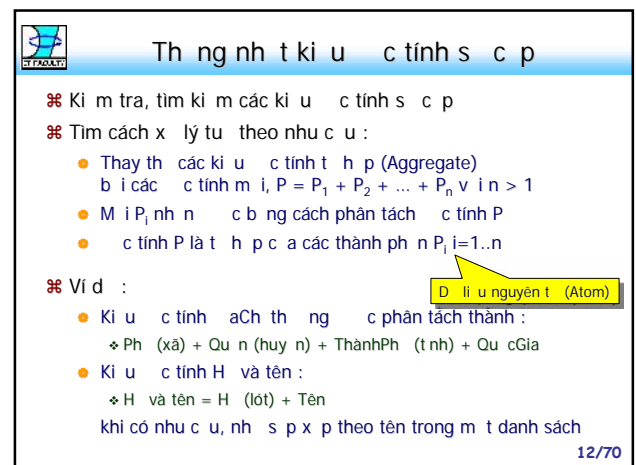 IT FACULTY
Th ng nh t ki u c tính s c p
Ki m tra, tìm ki m các ki u c tính s c p
Tìm cách x lý tu theo nhu c u :
Thay th các ki u c tính t h p (Aggregate)
b i các c tính m i, P = P1 + P2 + ... + Pn v i n > 1
M i Pi nh n c b ng cách phân tách c tính P
c tính P là t h p c a các thành ph n Pi i=1..n
D li u nguyên t (Atom)
Ví d :
Ki u c tính aCh th ng c phân tách thành :
Ph (xã) + Qu n (huy n) + ThànhPh (t nh) + Qu cGia
Ki u c tính H và tên :
H và tên = H (lót) + Tên
khi có nhu c u, nh s p x p theo tên trong m t danh sách
12/70